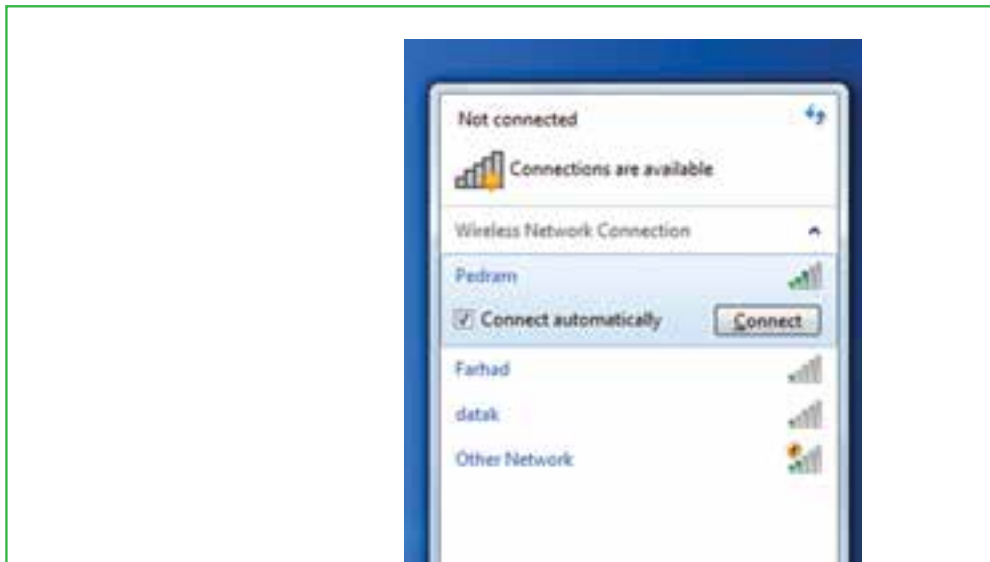 Not connected
Connections are available
Wireless Network Connection
Pedram
Connect automatically
Connect
Farhad
datak
Other Network